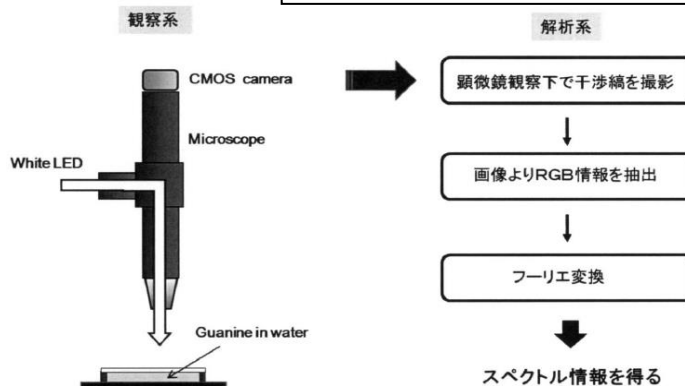 観察系
CMOS camera
Microscope
White LED
Guanine in water
解析系
顕微鏡観察下で干渉縞を撮影
画像よりRGB情報を抽出
フーリエ変換
スペクトル情報を得る